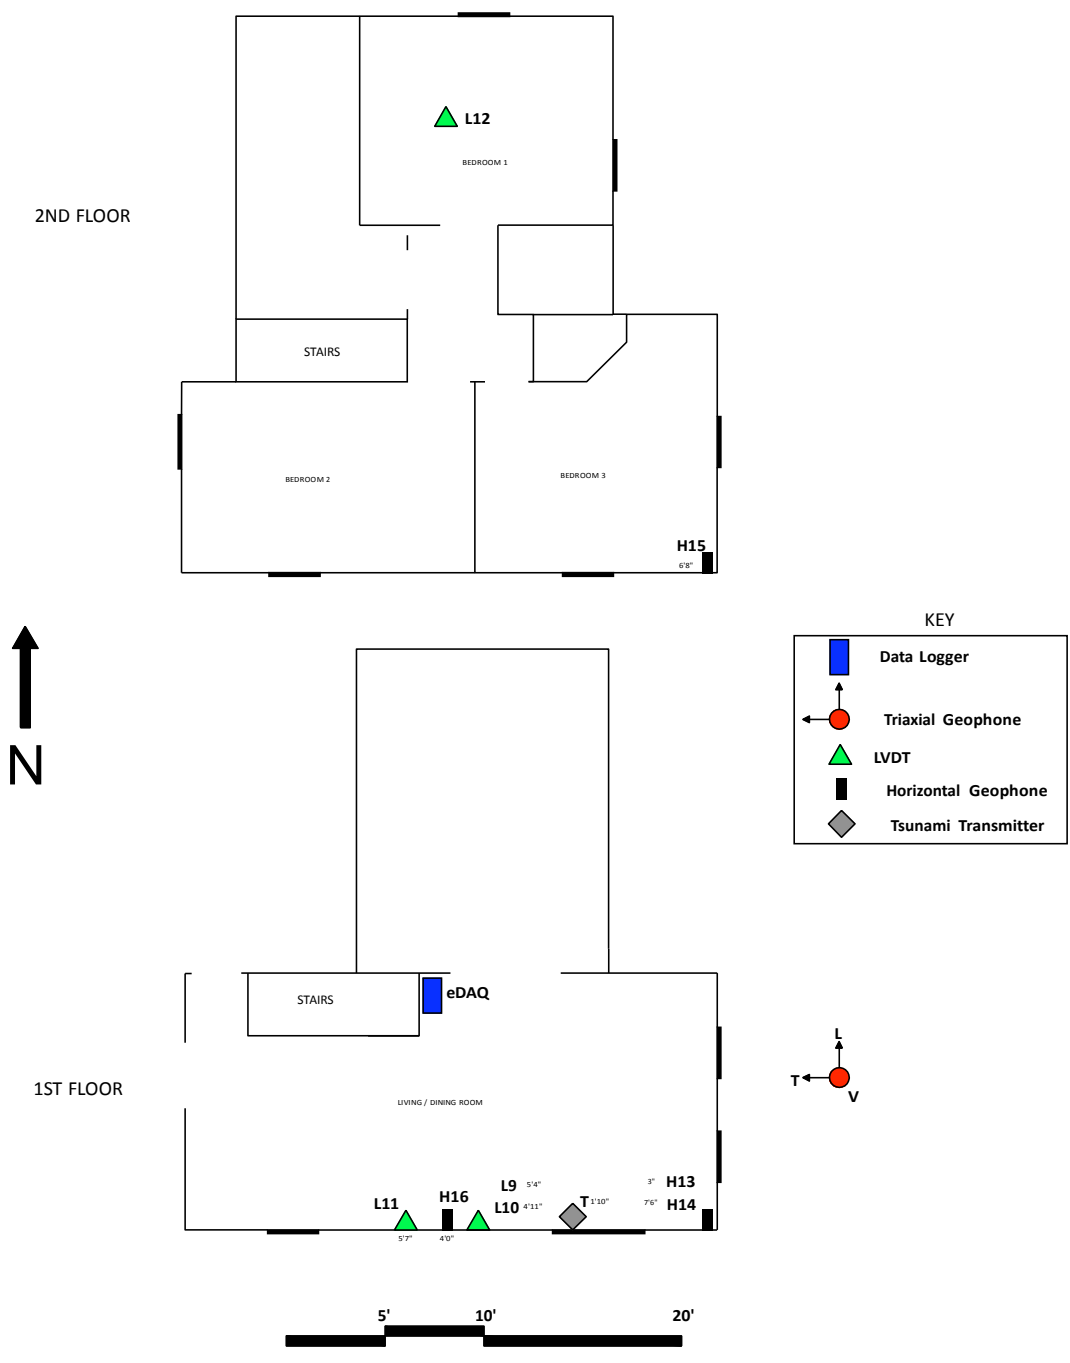 L12
BEDROOM 1
2ND FLOOR
STAIRS
BEDROOM 2
BEDROOM 3
H15
6'8"
KEY
Data Logger
Triaxial Geophone
LVDT
Horizontal Geophone
Tsunami Transmitter
N
eDAQ
STAIRS
1ST FLOOR
LIVING / DINING ROOM
L
T
V
L9 5'4"
3" H13
L11
H16
L10 4'11"
T 1'10"
7'6" H14
5'7"
4'0"
5' 10' 20'